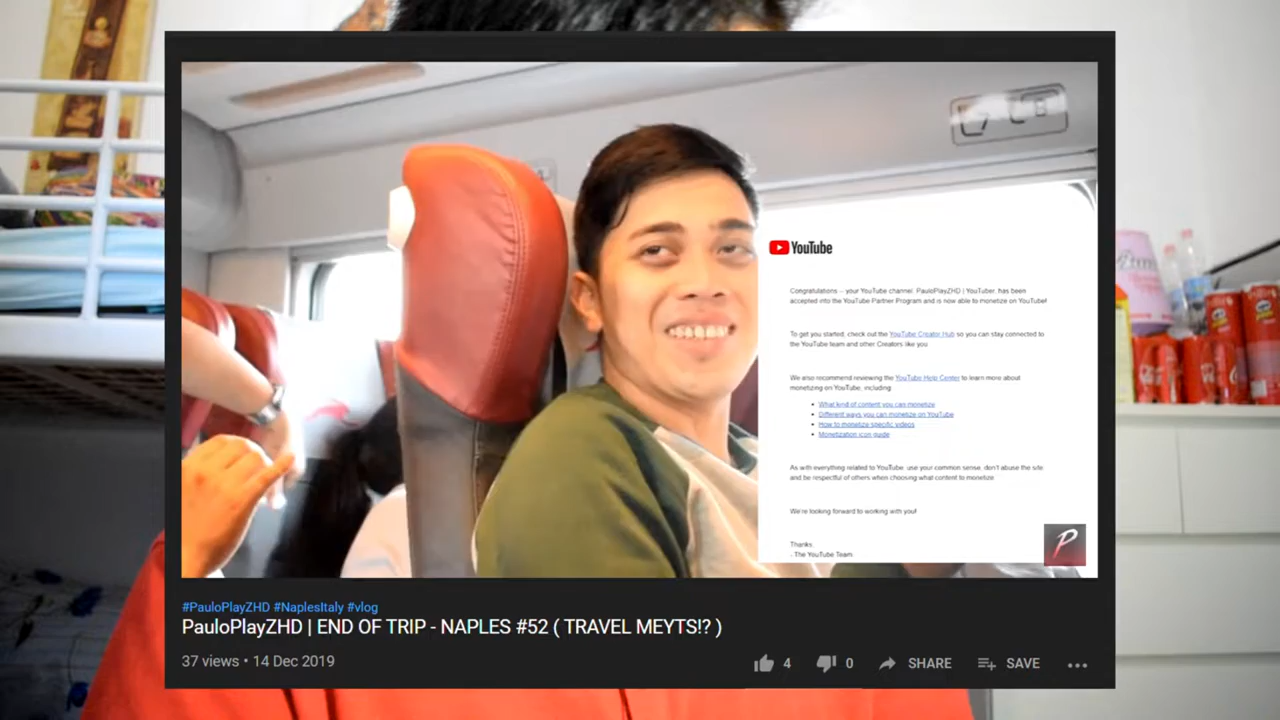 YouTube
Congratulations -- your YouTube channel, PauloPlayZHD | YouTuber, has been
accepted into the YouTube Partner Program and is now able to monetize on YouTube!
To get you started, check out the YouTube Creator Hub so you can stay connected to
the YouTube team and other Creators like you
We also recommend reviewing the YouTube Help Center to learn more about
monetizing on YouTube, including:
• What kind of content you can monetize
• Different ways you can monetize on YouTube
• How to monetize specific videos
• Monetization icon guide
As with everything related to YouTube, use your common sense, don't abuse the site
and be respectful of others when choosing what content to monetize
We're looking forward to working with you!
Thanks,
- The YouTube Team
P
#PauloPlayZHD #NaplesItaly #vlog
PauloPlayZHD | END OF TRIP - NAPLES #52 ( TRAVEL MEYTS!? )
37 views • 14 Dec 2019
4 0 SHARE SAVE